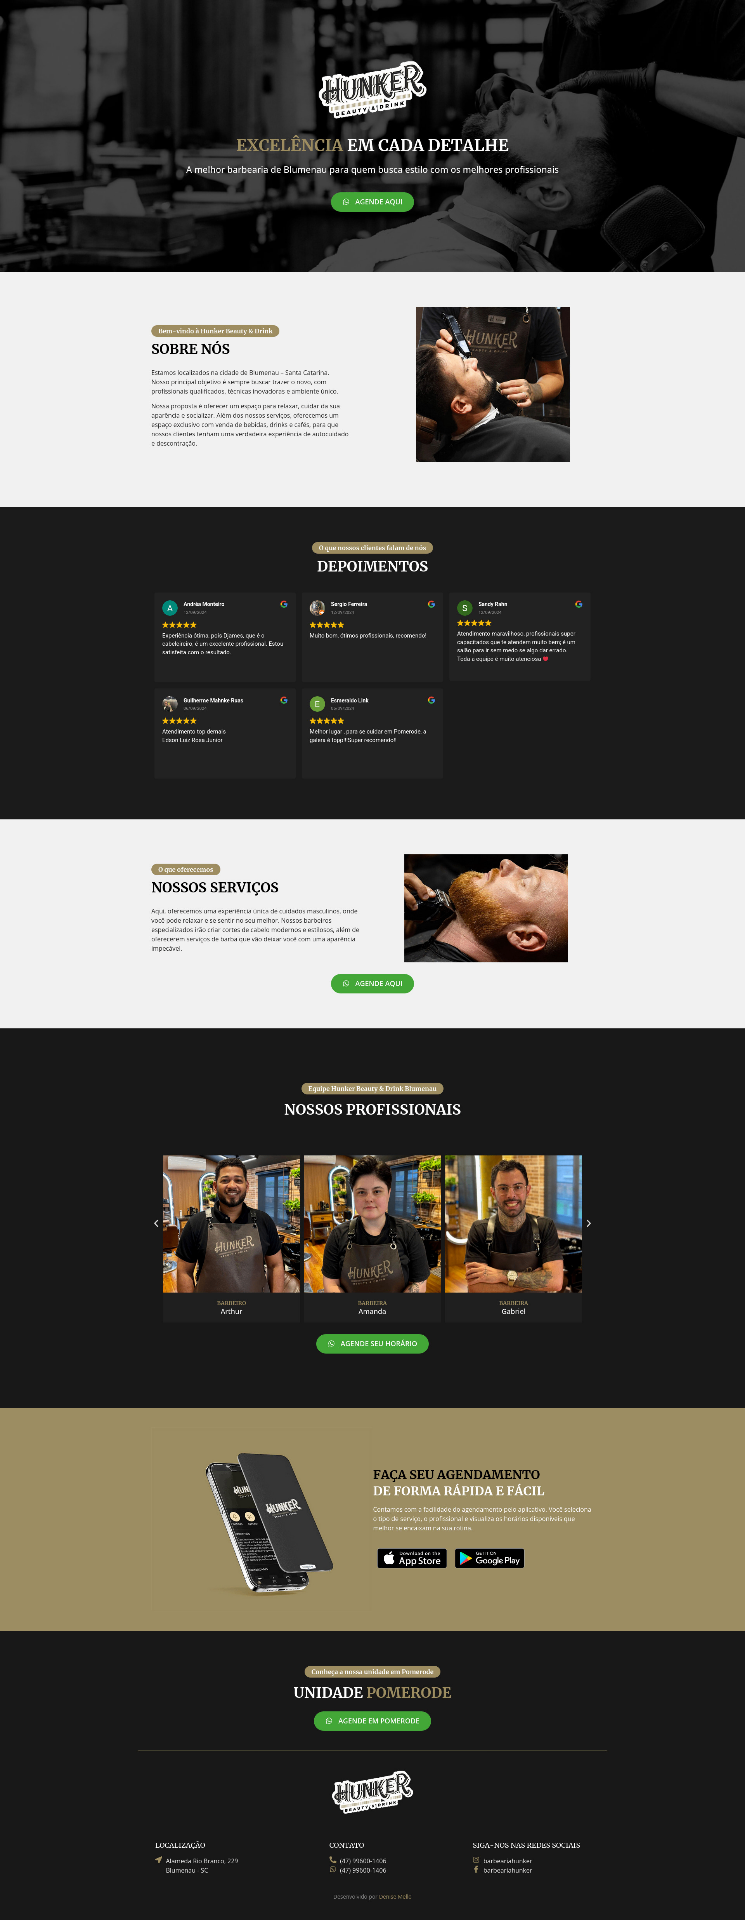 HUNKER
BEAUTY & DRINK
EXCELÊNCIA EM CADA DETALHE
A melhor barbearia de Blumenau para quem busca estilo com os melhores profissionais
AGENDE AQUI
Bem-vindo à Hunker Beauty & Drink
SOBRE NÓS
Estamos localizados na cidade de Blumenau – Santa Catarina.
Nosso principal objetivo é sempre buscar trazer o novo, com
profissionais qualificados, técnicas inovadoras e ambiente único.
Nossa proposta é oferecer um espaço para relaxar, cuidar da sua
aparência e socializar. Além dos nossos serviços, oferecemos um
espaço exclusivo com venda de bebidas, drinks e cafés, para que
nossos clientes tenham uma verdadeira experiência de autocuidado
e descontração.
HUNKER
O que nossos clientes falam de nós
DEPOIMENTOS
A
Andréa Monteiro
Experiência ótima, pois Djames, que é o
cabeleireiro, é um excelente profissional. Estou
satisfeita com o resultado.
Sergio Ferreira
Muito bom, ótimos profissionais, recomendo!
S
Sandy Rahn
Atendimento maravilhoso, profissionais super
capacitados que te atendem muito bem; é um
salão para ir sem medo se algo dar errado.
Toda a equipe é muito atenciosa ❤
Guilherme Mahnke Ruas
Atendimento top demais
Edson Luiz Rosa Junior
E
Esmeraldo Link
Melhor lugar , para se cuidar em Pomerode, a
galera é topp!! Super recomendo!!
O que oferecemos
NOSSOS SERVIÇOS
Aqui, oferecemos uma experiência única de cuidados masculinos, onde
você pode relaxar e se sentir no seu melhor. Nossos barbeiros
especializados irão criar cortes de cabelo modernos e estilosos, além de
oferecerem serviços de barba que vão deixar você com uma aparência
impecável.
AGENDE AQUI
Equipe Hunker Beauty & Drink Blumenau
NOSSOS PROFISSIONAIS
HUNKER
HUNKER
BARBEIRO
Arthur
BARBEIRA
Amanda
BARBEIRA
Gabriel
AGENDE SEU HORÁRIO
HUNKER
FAÇA SEU AGENDAMENTO
DE FORMA RÁPIDA E FÁCIL
Contamos com a facilidade do agendamento pelo aplicativo. Você seleciona
o tipo de serviço, o profissional e visualiza os horários disponíveis que
melhor se encaixam na sua rotina.
Download on the
App Store
GET IT ON
Google Play
Conheça a nossa unidade em Pomerode
UNIDADE POMERODE
AGENDE EM POMERODE
HUNKER
BEAUTY & DRINK
LOCALIZAÇÃO
Alameda Rio Branco, 229
Blumenau - SC
CONTATO
(47) 99600-1406
(47) 99600-1406
SIGA-NOS NAS REDES SOCIAIS
barbeariahunker
barbeariahunker
Desenvolvido por Denise Mello